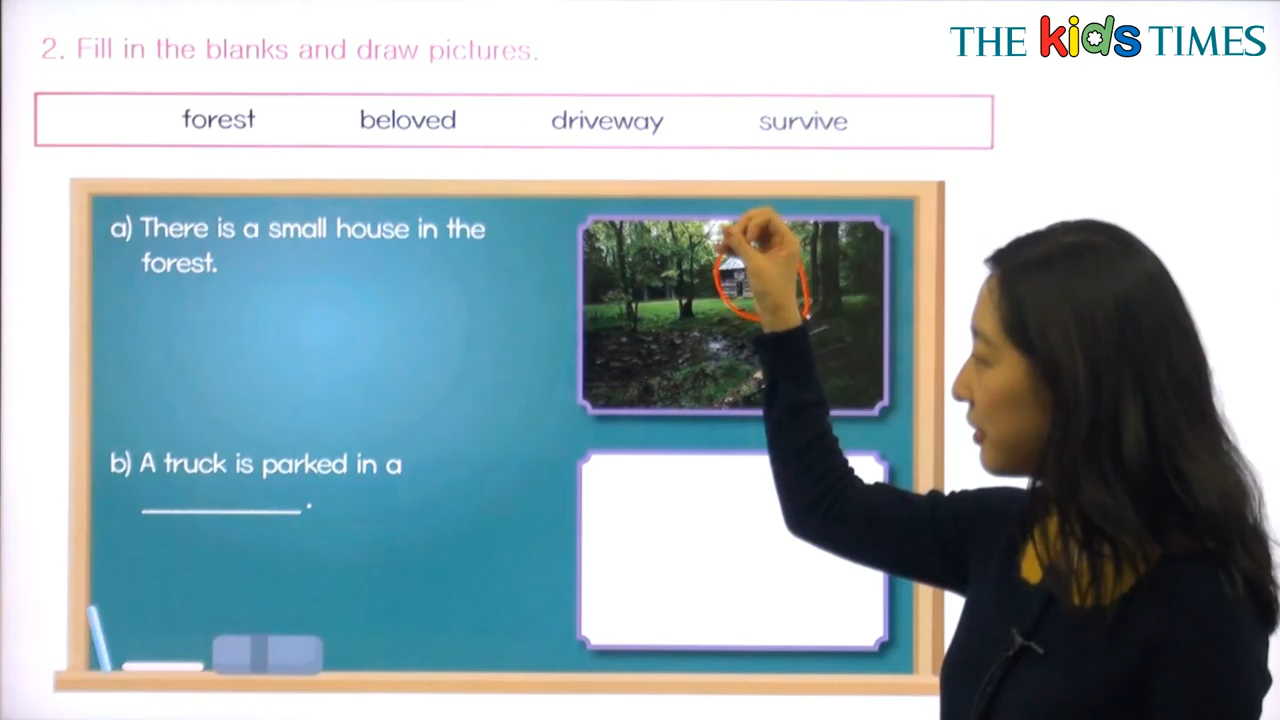 2. Fill in the blanks and draw pictures.
THE kids TIMES
forest beloved driveway survive
a) There is a small house in the
forest.
b) A truck is parked in a
__________.